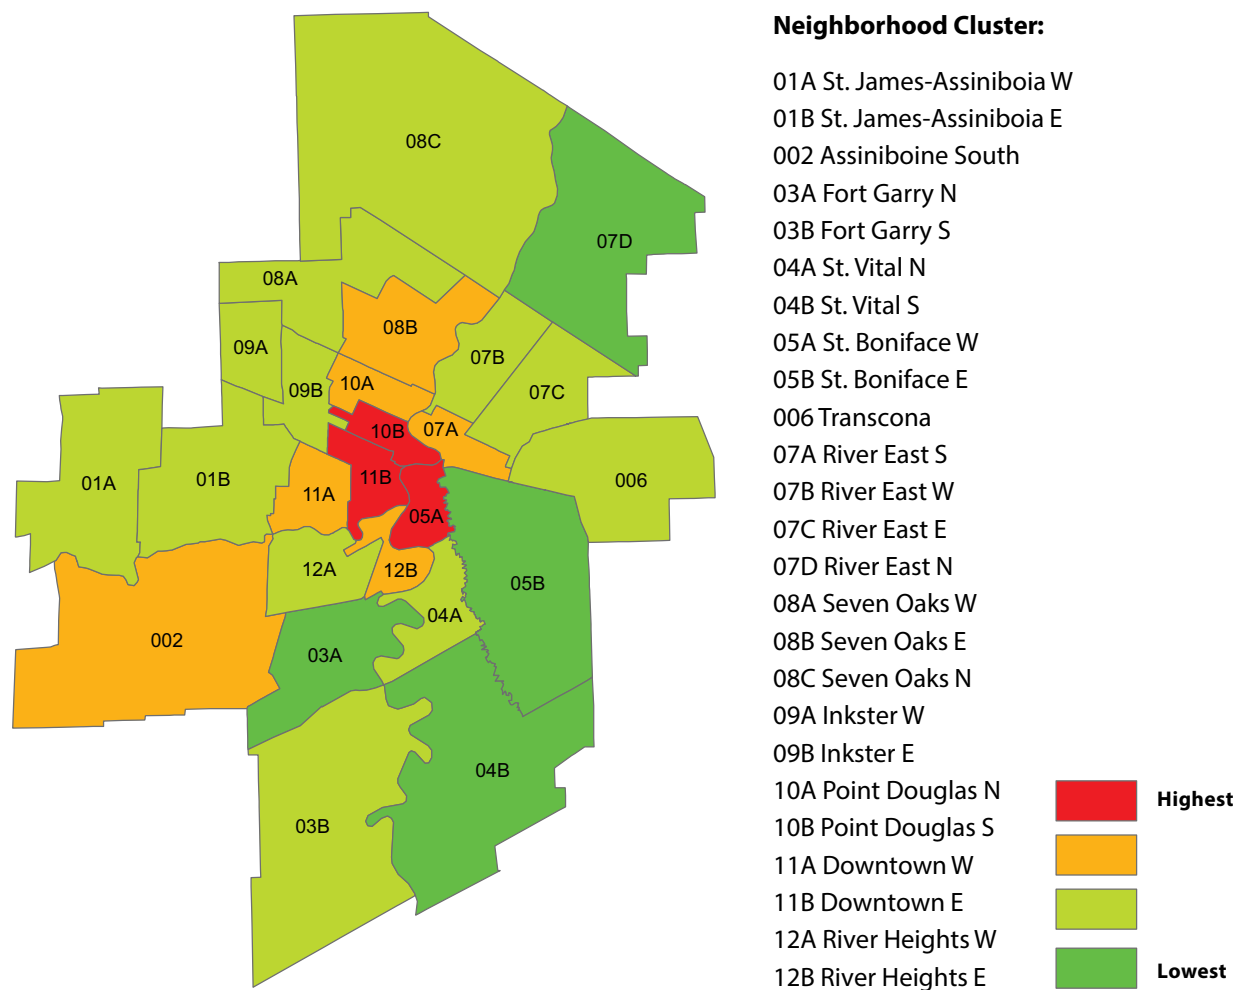 Neighborhood Cluster:
01A St. James-Assiniboia W
01B St. James-Assiniboia E
002 Assiniboine South
03A Fort Garry N
03B Fort Garry S
04A St. Vital N
04B St. Vital S
05A St. Boniface W
05B St. Boniface E
006 Transcona
07A River East S
07B River East W
07C River East E
07D River East N
08A Seven Oaks W
08B Seven Oaks E
08C Seven Oaks N
09A Inkster W
09B Inkster E
10A Point Douglas N
10B Point Douglas S
11A Downtown W
11B Downtown E
12A River Heights W
12B River Heights E
Highest
Lowest
08C
07D
08A
08B
09A
07B
09B
10A
07C
10B
07A
01A
01B
11A
11B
006
05A
12A
12B
05B
04A
002
03A
04B
03B